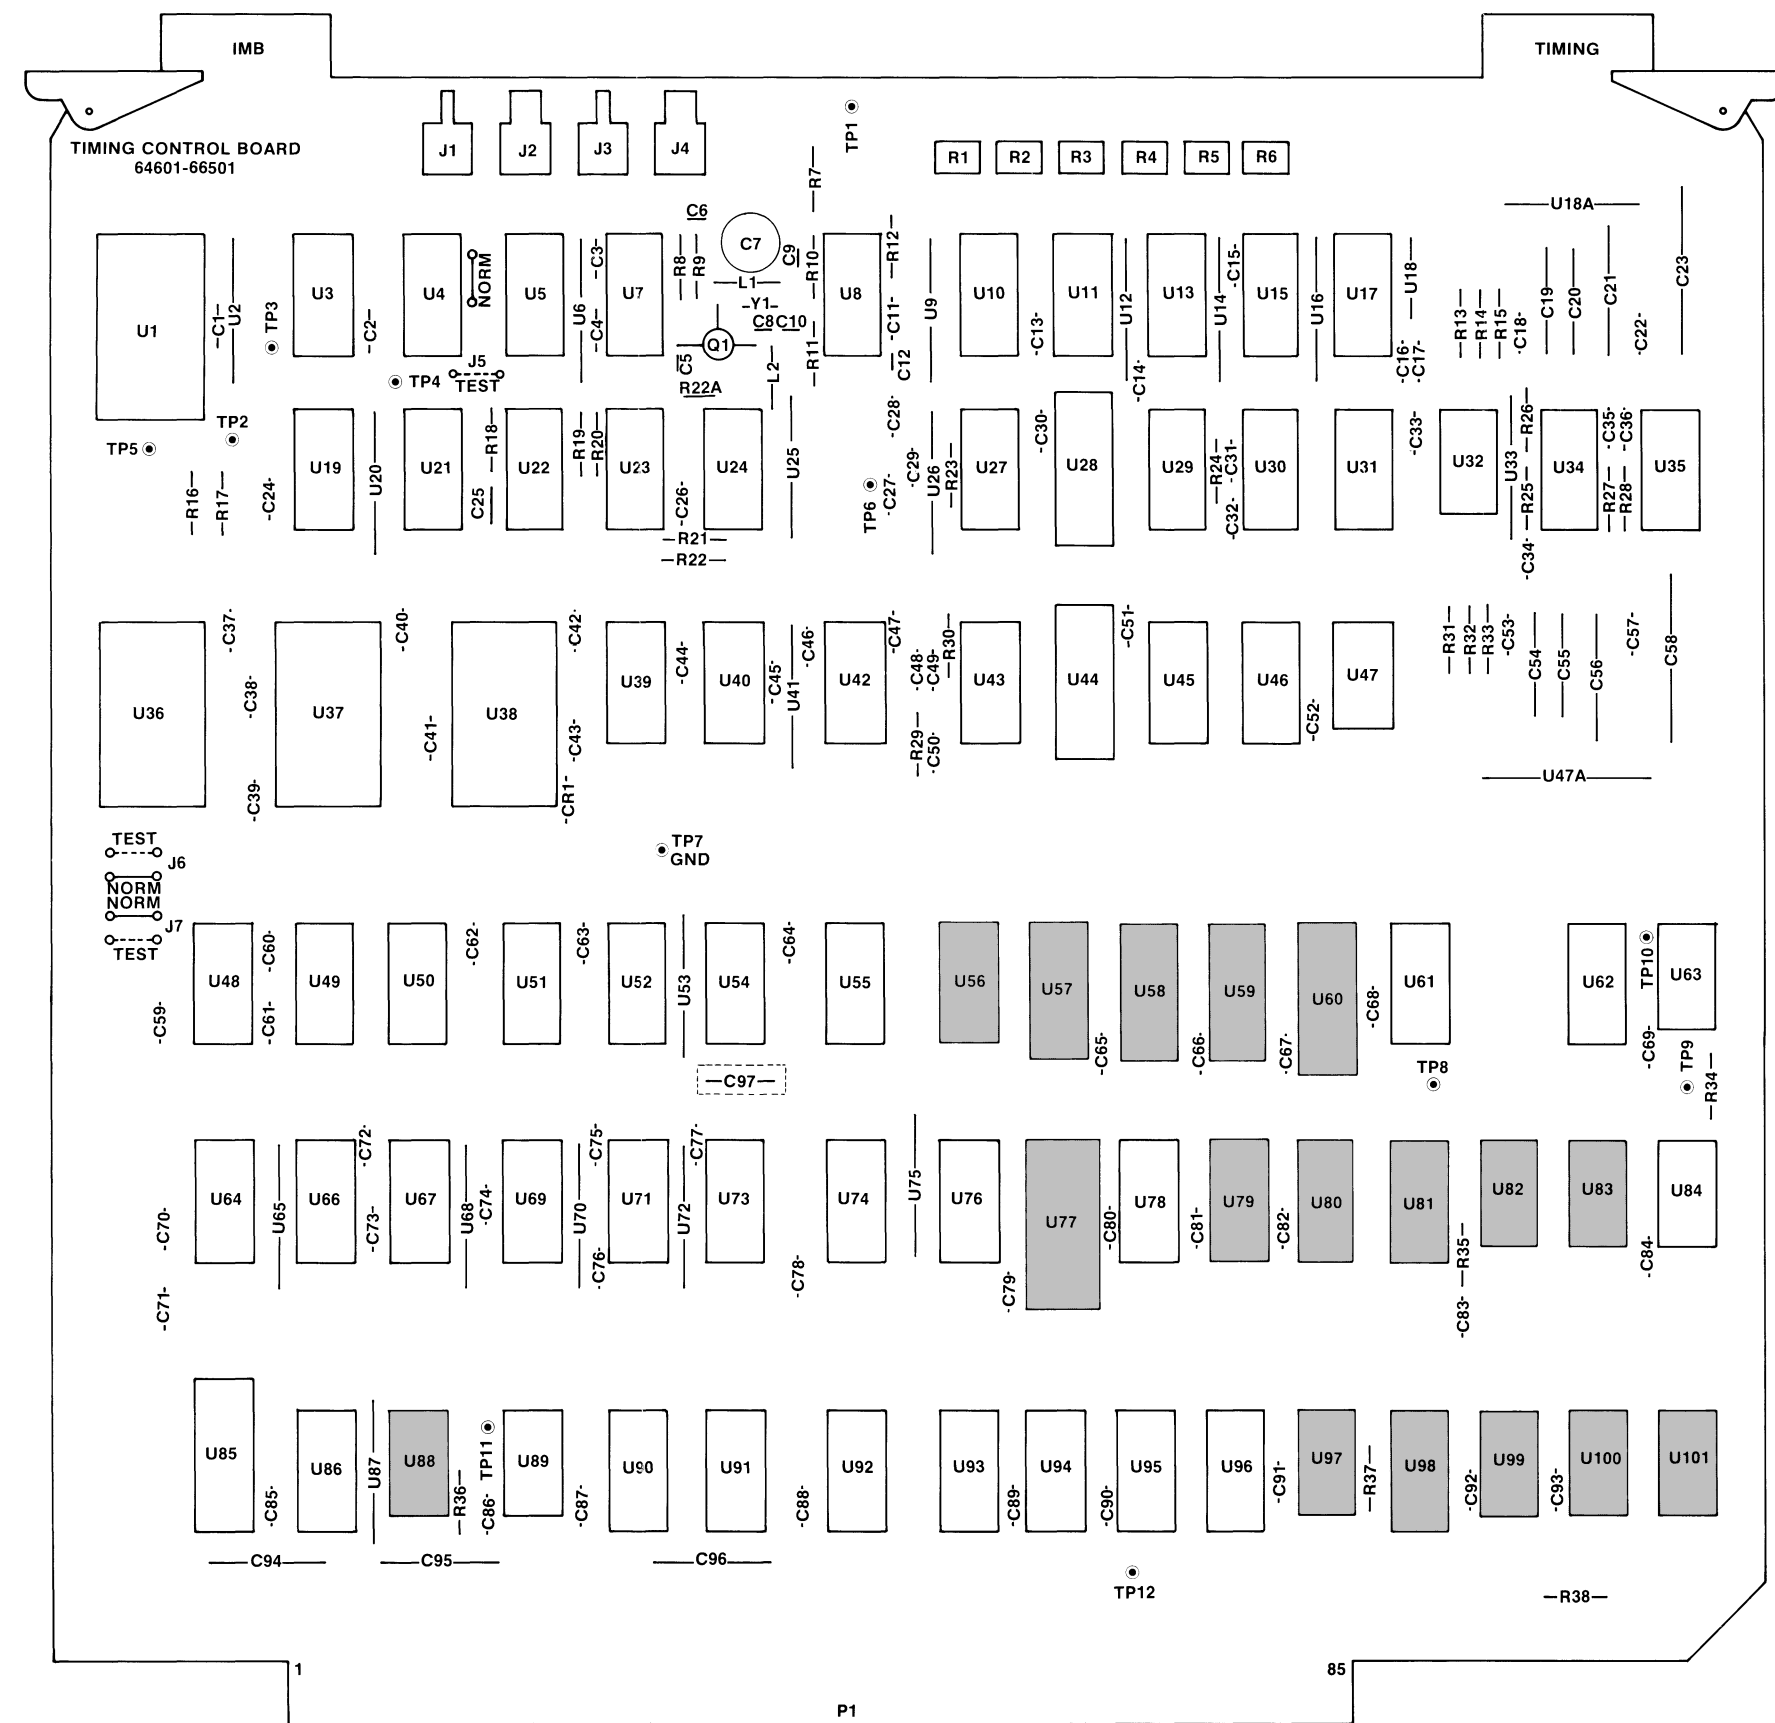 IMB
TIMING
TIMING CONTROL BOARD
64601-66501
J1
J2
J3
J4
TP1
R1
R2
R3
R4
R5
R6
R7
U18A
C6
C7
C9
R8
R9
R10
R12
L1
Y1
C8
C10
U1
C1
U2
TP3
U3
C2
U4
NORM
U5
U6
C3
C4
U7
Q1
C5
R22A
L2
R11
U8
C11
C12
U9
U10
C13
U11
U12
C14
U13
U14
C15
U15
U16
U17
C16
C17
U18
R13
R14
R15
C18
C19
C20
C21
C22
C23
J5
TEST
TP4
TP2
TP5
R16
R17
C24
U19
U20
U21
R18
C25
U22
R19
R20
U23
C26
U24
R21
R22
U25
TP6
C27
C28
C29
U26
R23
U27
C30
U28
U29
R24
C31
C32
U30
U31
C33
U32
U33
R26
R25
C34
U34
C35
C36
R27
R28
U35
U36
C37
C38
C39
U37
C40
C41
U38
C42
C43
CR1
U39
C44
U40
C45
U41
C46
U42
C47
C48
C49
R30
R29
C50
U43
U44
C51
U45
U46
C52
U47
R31
R32
R33
C53
C54
C55
C56
C57
C58
U47A
TEST
J6
NORM
NORM
J7
TEST
TP7
GND
C59
U48
C60
C61
U49
U50
C62
U51
C63
U52
U53
U54
C64
U55
U56
U57
C65
U58
C66
U59
C67
U60
C68
U61
U62
TP10
U63
C69
TP9
R34
TP8
C97
C70
C71
U64
U65
U66
C72
C73
U67
U68
C74
U69
U70
C75
C76
U71
U72
C77
U73
C78
U74
U75
U76
C79
U77
C80
U78
C81
U79
C82
U80
U81
R35
C83
U82
U83
C84
U84
U85
C85
U86
U87
U88
R36
TP11
C86
U89
C87
U90
U91
C88
U92
U93
C89
U94
C90
U95
U96
C91
U97
R37
U98
C92
U99
C93
U100
U101
C94
C95
C96
TP12
R38
1
85
P1